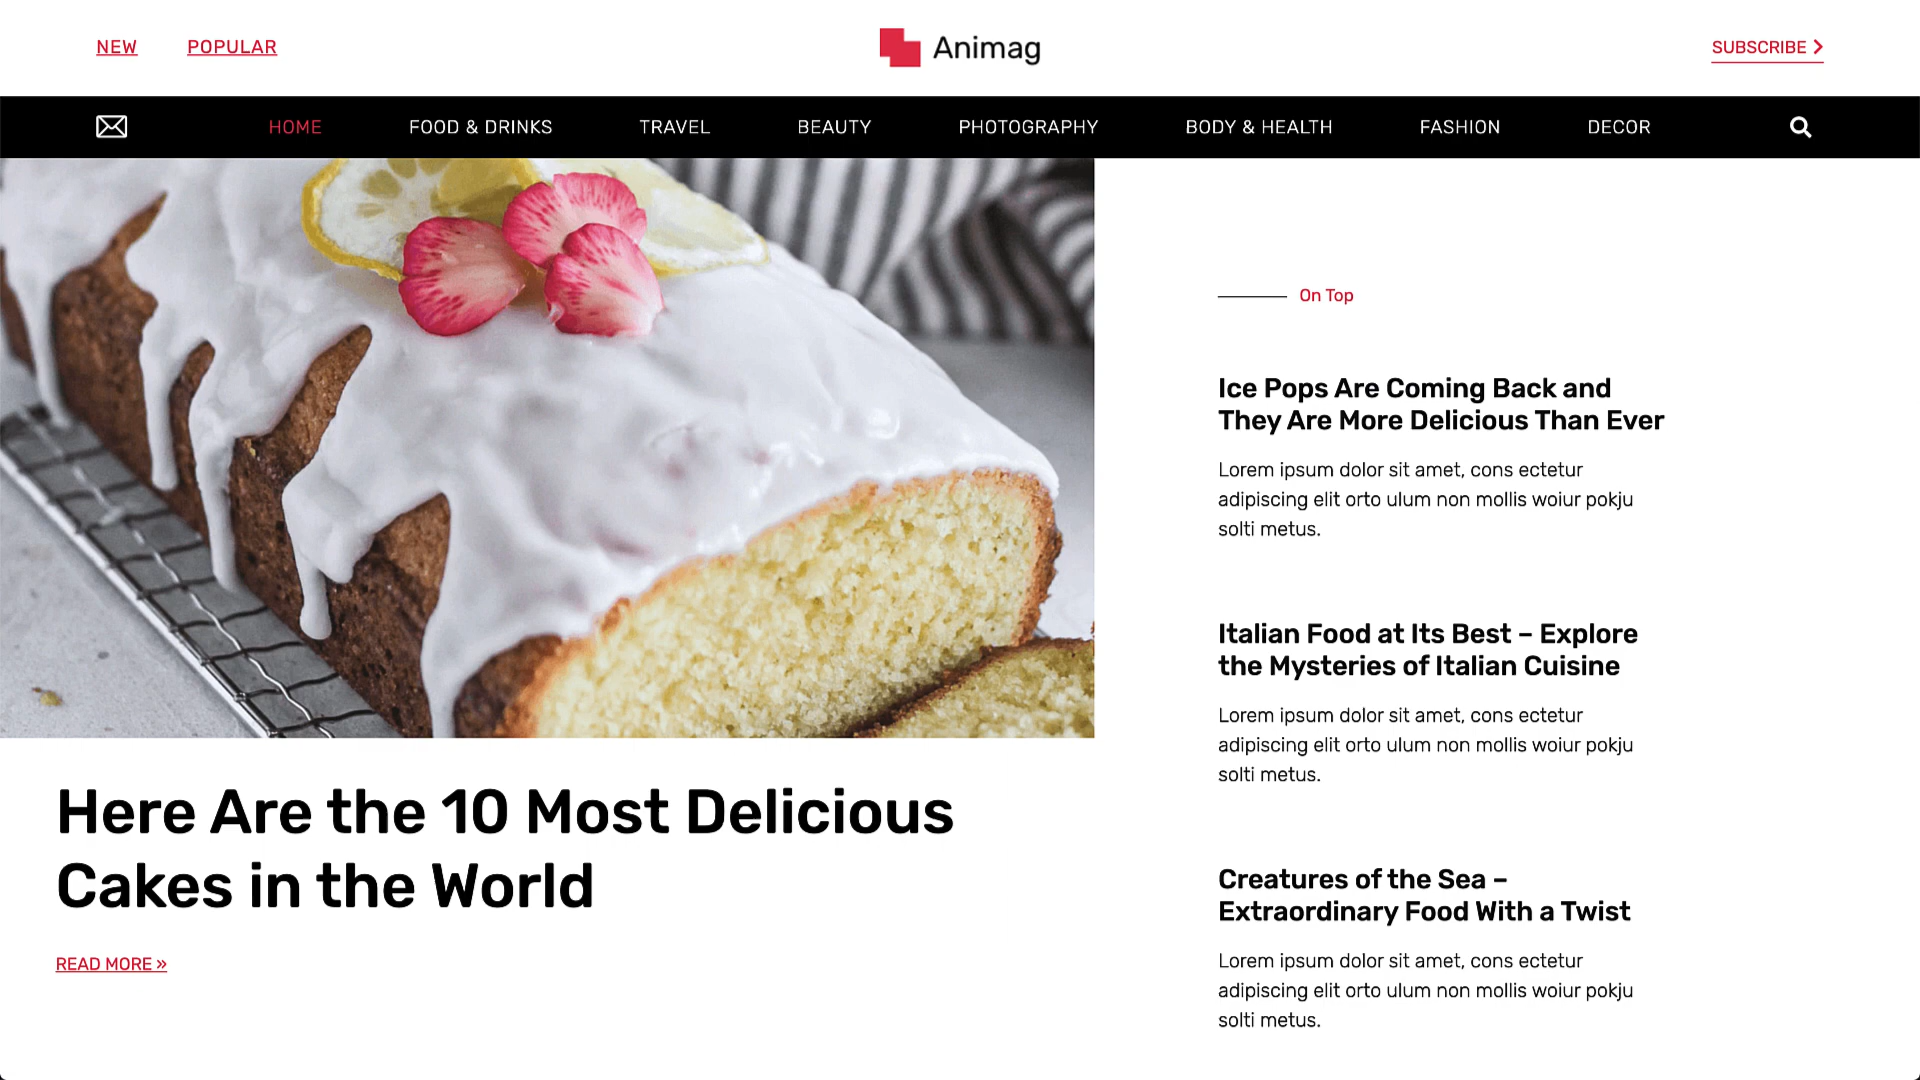 NEW
POPULAR
Animag
SUBSCRIBE
HOME
FOOD & DRINKS
TRAVEL
BEAUTY
PHOTOGRAPHY
BODY & HEALTH
FASHION
DECOR
Here Are the 10 Most Delicious
Cakes in the World
READ MORE »
On Top
Ice Pops Are Coming Back and
They Are More Delicious Than Ever
Lorem ipsum dolor sit amet, cons ectetur
adipiscing elit orto ulum non mollis woiur pokju
solti metus.
Italian Food at Its Best – Explore
the Mysteries of Italian Cuisine
Lorem ipsum dolor sit amet, cons ectetur
adipiscing elit orto ulum non mollis woiur pokju
solti metus.
Creatures of the Sea –
Extraordinary Food With a Twist
Lorem ipsum dolor sit amet, cons ectetur
adipiscing elit orto ulum non mollis woiur pokju
solti metus.